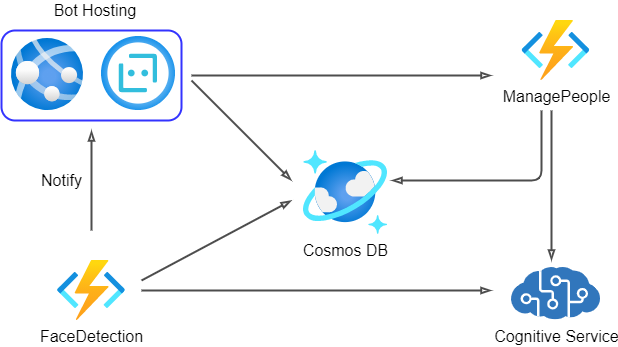 Bot Hosting
ManagePeople
Notify
Cosmos DB
FaceDetection
Cognitive Service